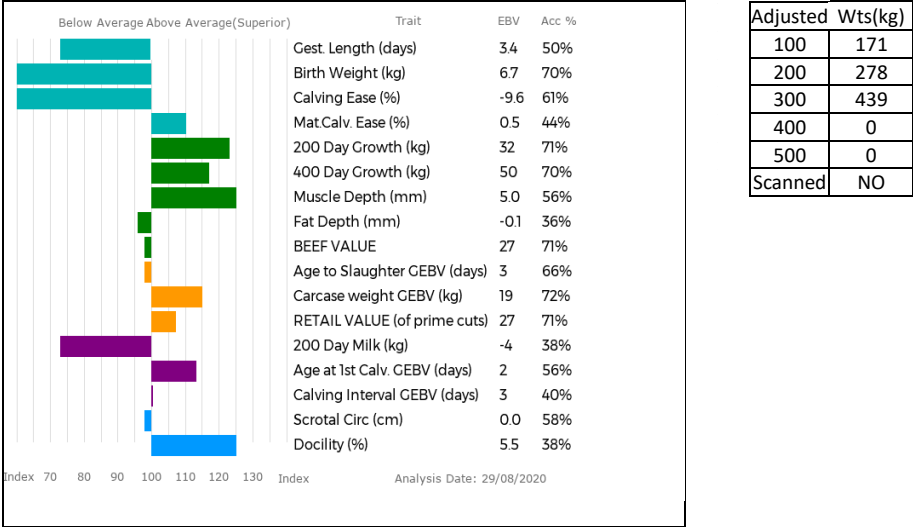 Below Average Above Average(Superior) Trait EBV Acc %
Gest. Length (days) 3.4 50%
Birth Weight (kg) 6.7 70%
Calving Ease (%) -9.6 61%
Mat.Calv. Ease (%) 0.5 44%
200 Day Growth (kg) 32 71%
400 Day Growth (kg) 50 70%
Muscle Depth (mm) 5.0 56%
Fat Depth (mm) -0.1 36%
BEEF VALUE 27 71%
Age to Slaughter GEBV (days) 3 66%
Carcase weight GEBV (kg) 19 72%
RETAIL VALUE (of prime cuts) 27 71%
200 Day Milk (kg) -4 38%
Age at 1st Calv. GEBV (days) 2 56%
Calving Interval GEBV (days) 3 40%
Scrotal Circ (cm) 0.0 58%
Docility (%) 5.5 38%
Index 70 80 90 100 110 120 130 Index Analysis Date: 29/08/2020
Adjusted Wts(kg)
100 171
200 278
300 439
400 0
500 0
Scanned NO